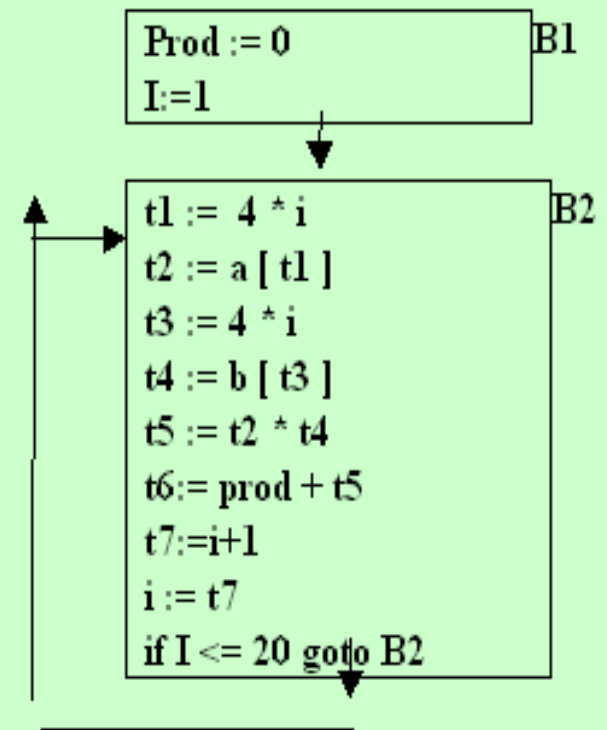 Prod := 0 B1
I:=1
t1 := 4 * i B2
t2 := a [ t1 ]
t3 := 4 * i
t4 := b [ t3 ]
t5 := t2 * t4
t6:= prod + t5
t7:=i+1
i := t7
if I <= 20 goto B2